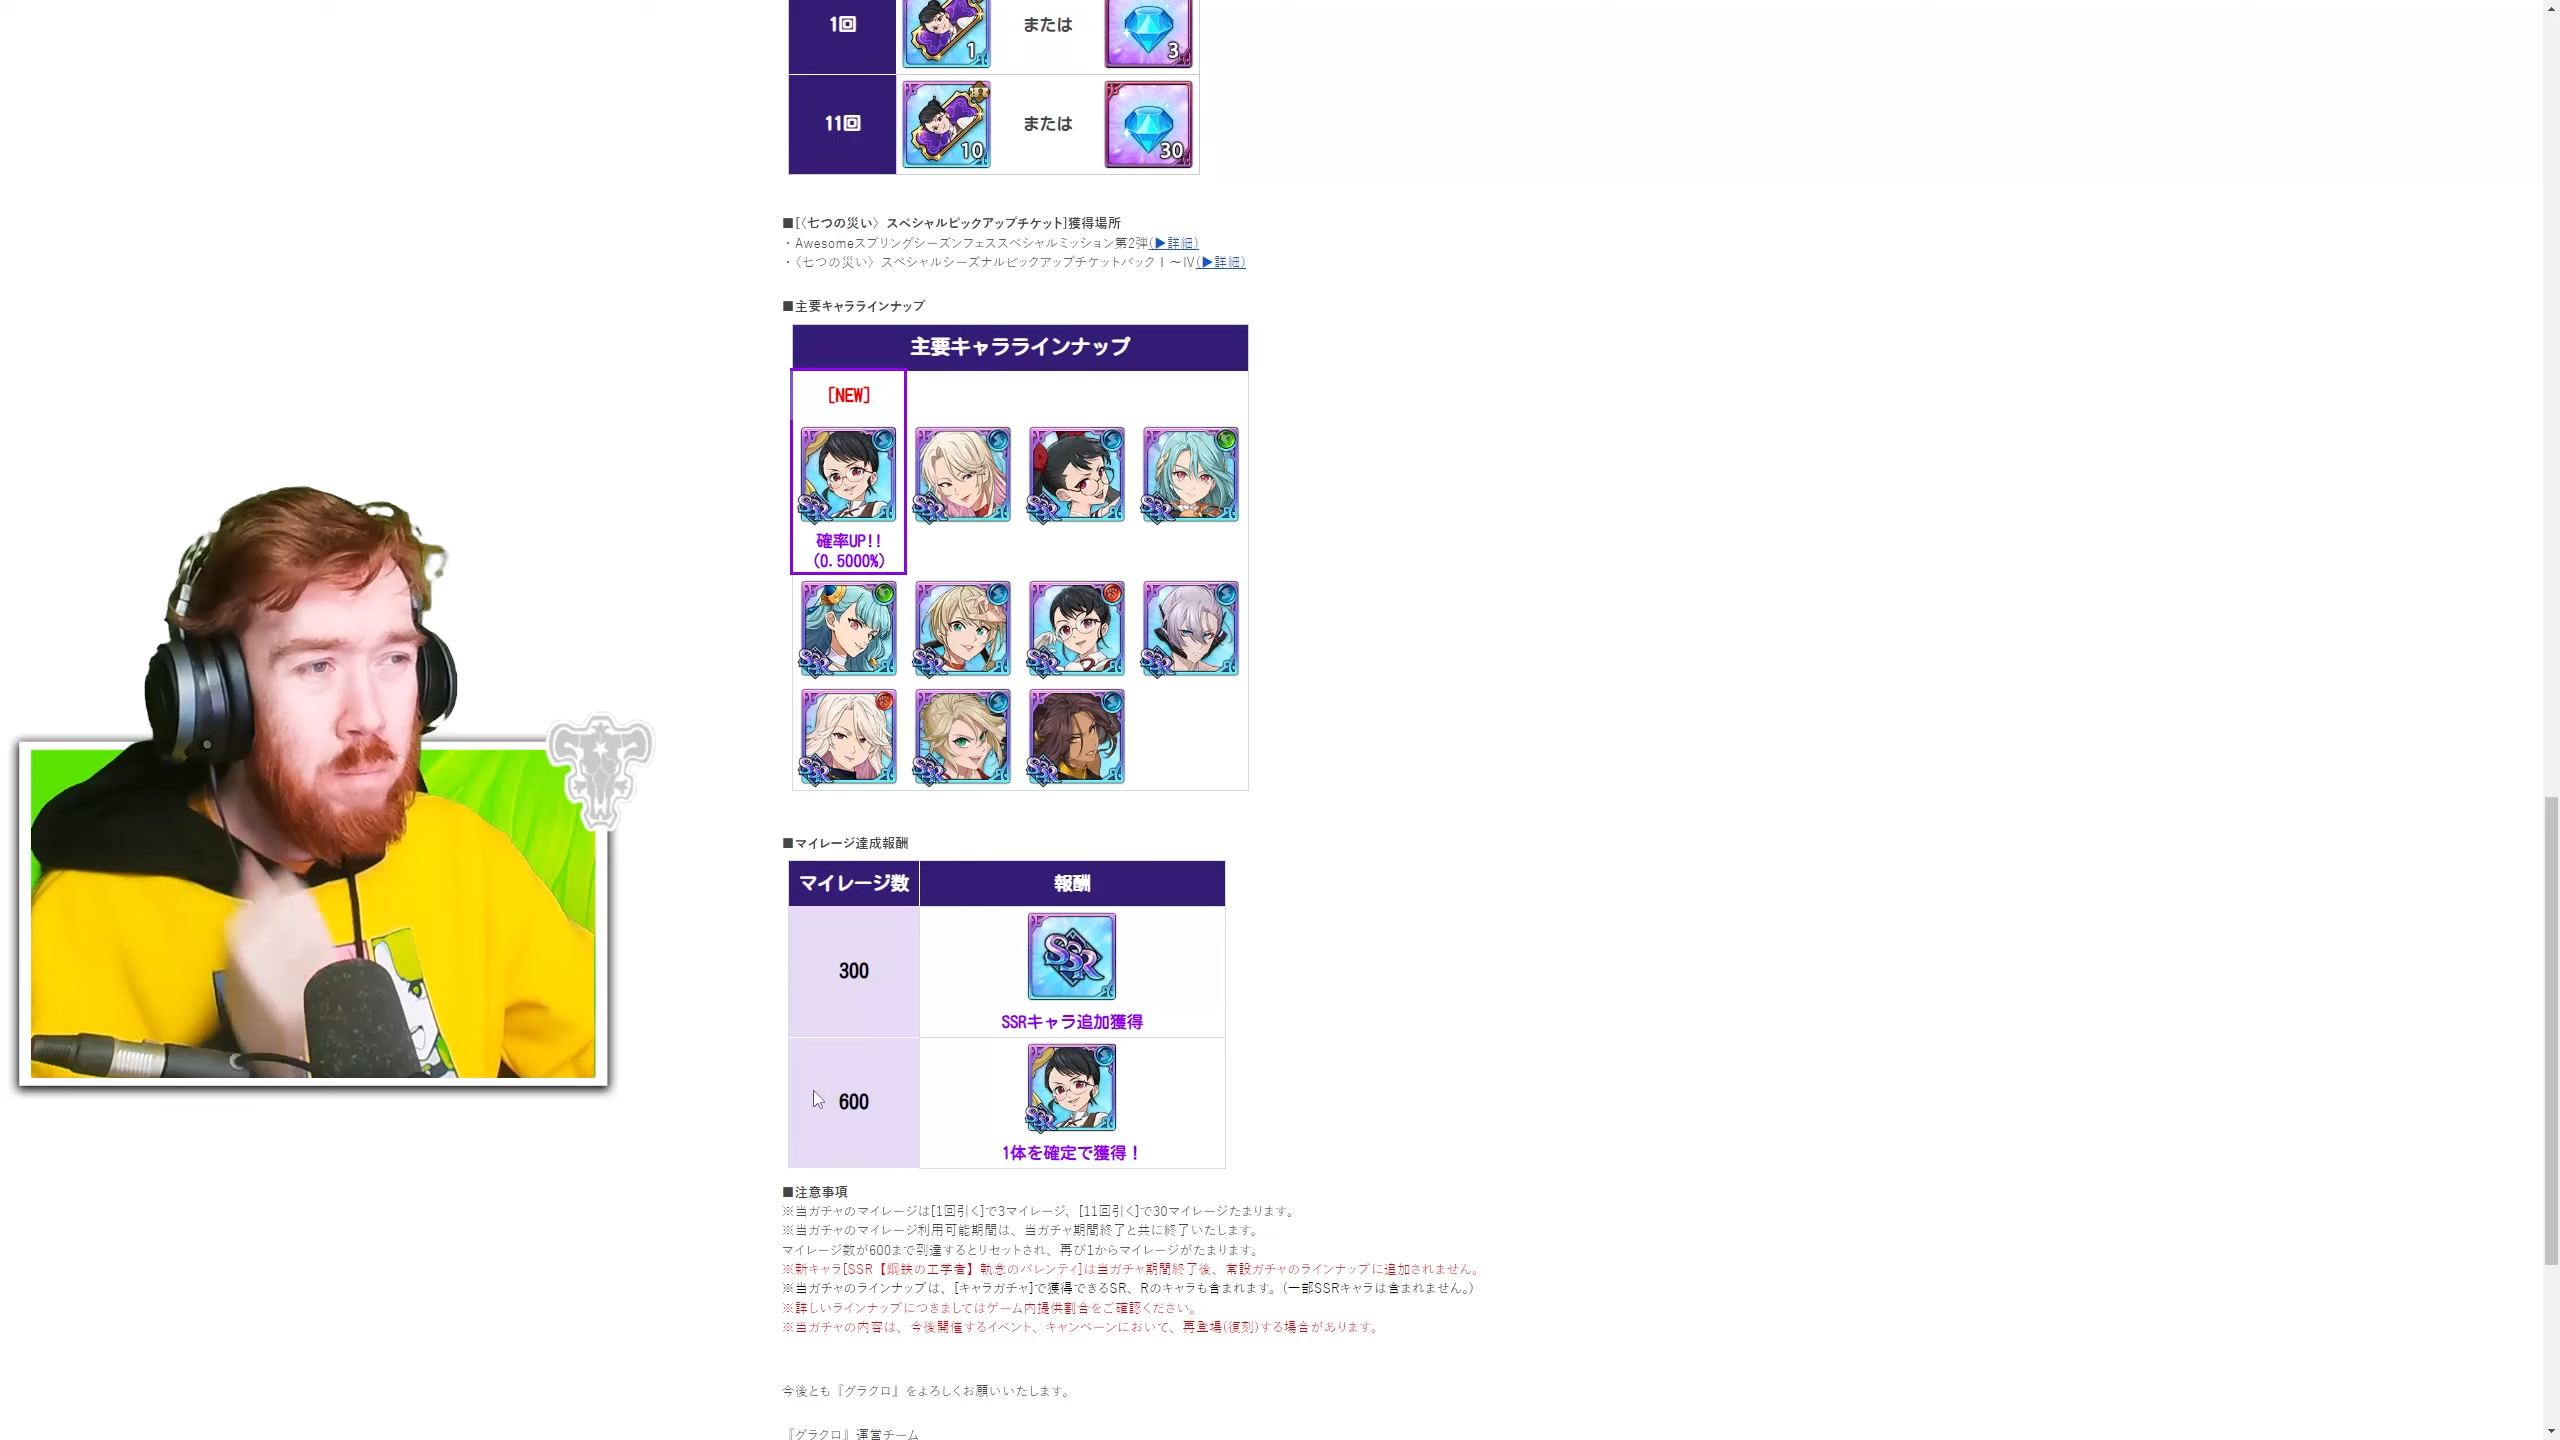 1回
1
または
3
11回
10
または
30
■[〈七つの災い〉スペシャルピックアップチケット]獲得場所
・Awesomeスプリングシーズンフェススペシャルミッション第2弾(▶詳細)
・〈七つの災い〉スペシャルシーズナルピックアップチケットパックⅠ～Ⅳ(▶詳細)
■主要キャララインナップ
主要キャララインナップ
[NEW]
SSR SSR SSR SSR
確率UP!!
(0.5000%)
SSR SSR SSR SSR
SSR SSR SSR
■マイレージ達成報酬
マイレージ数 報酬
300
SSR
SSRキャラ追加獲得
600
SSR
1体を確定で獲得！
■注意事項
※当ガチャのマイレージは[1回引く]で3マイレージ、[11回引く]で30マイレージたまります。
※当ガチャのマイレージ利用可能期間は、当ガチャ期間終了と共に終了いたします。
マイレージ数が600まで到達するとリセットされ、再び1からマイレージがたまります。
※新キャラ[SSR【鋼鉄の工学者】執念のバレンティ]は当ガチャ期間終了後、常設ガチャのラインナップに追加されません。
※当ガチャのラインナップは、[キャラガチャ]で獲得できるSR、Rのキャラも含まれます。（一部SSRキャラは含まれません。）
※詳しいラインナップにつきましてはゲーム内提供割合をご確認ください。
※当ガチャの内容は、今後開催するイベント、キャンペーンにおいて、再登場(復刻)する場合があります。
今後とも『グラクロ』をよろしくお願いいたします。
『グラクロ』運営チーム